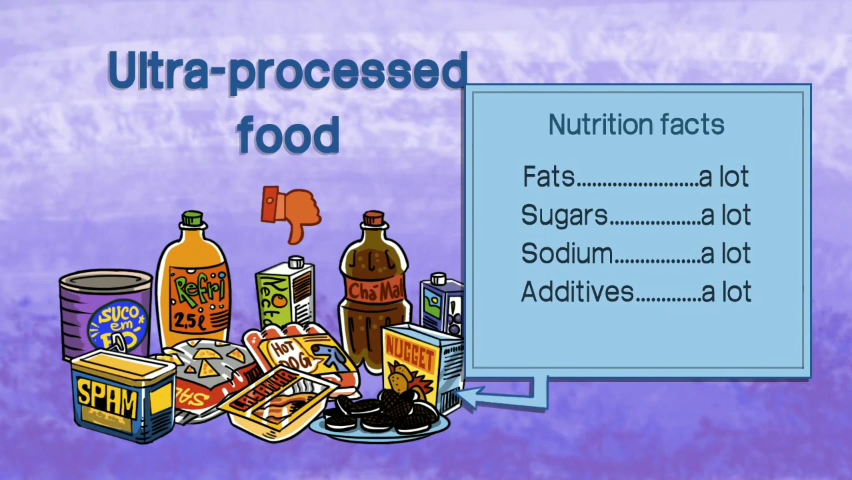 Ultra-processed
food
Nutrition facts
Fats.........................a lot
Sugars...................a lot
Sodium..................a lot
Additives..............a lot
Refri
2,5ℓ
Chá Mal
SUCO
em
PÓ
NUGGET
HOT
DOG
SPAM